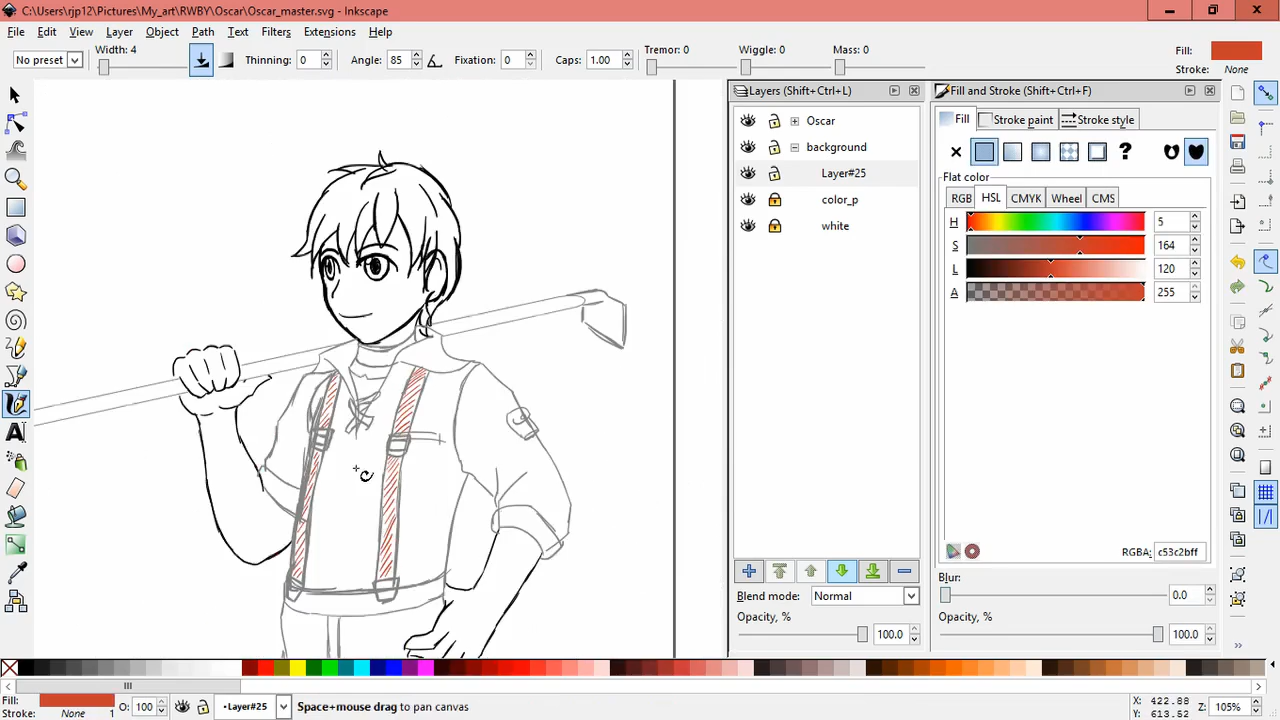 C:\Users\rjp12\Pictures\My_art\RWBY\Oscar\Oscar_master.svg - Inkscape
File Edit View Layer Object Path Filters Text Extensions Help
No preset Width: 4 Thinning: 0 Angle: 85 Fixation: 0 Caps: 1.00 Tremor: 0 Wiggle: 0 Mass: 0 Fill: Stroke: None
Layers (Shift+Ctrl+L)
Oscar
background
Layer#25
color_p
white
Blend mode: Normal
Opacity, % 100.0
Fill and Stroke (Shift+Ctrl+F)
Fill Stroke paint Stroke style
Flat color
RGB HSL CMYK Wheel CMS
H 5
S 164
L 120
A 255
RGBA: c53c2bff
Blur:
0.0
Opacity, %
100.0
Fill:
Stroke: None 1 O: 100 •Layer#25 Space+mouse drag to pan canvas X: 422.88
Y: 613.52 Z: 105%